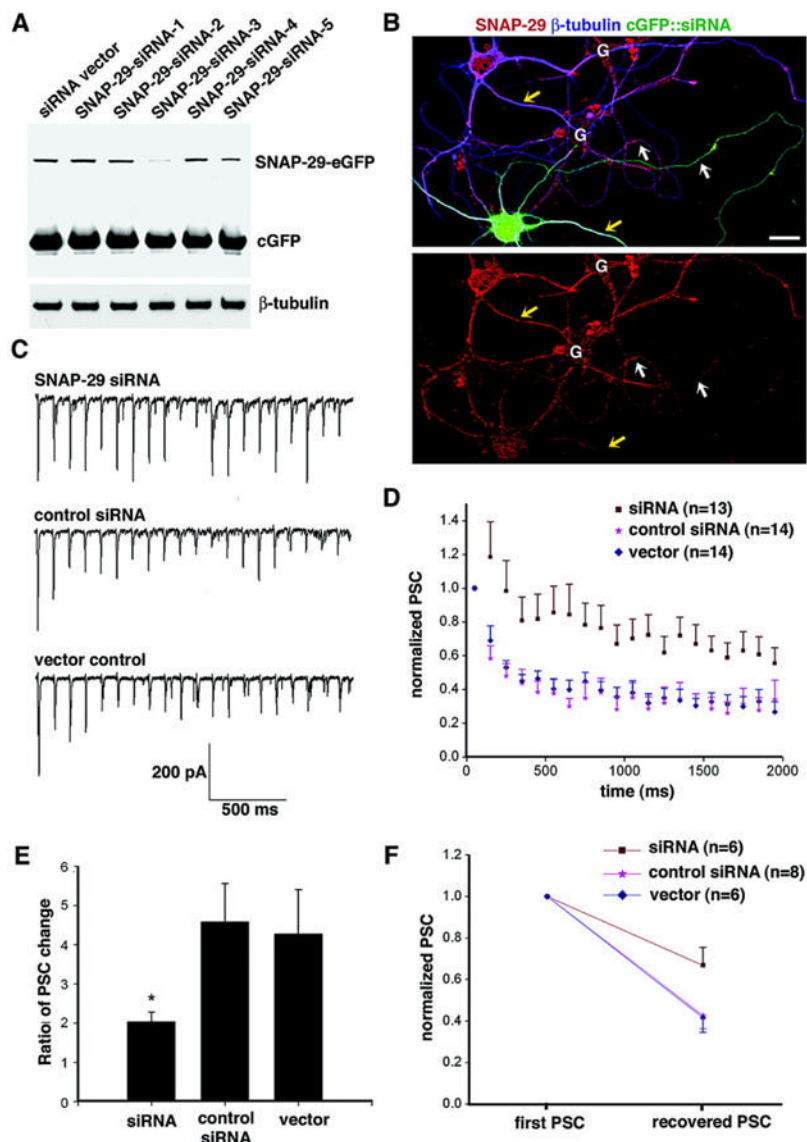 A
siRNA vector
SNAP-29-siRNA-1
SNAP-29-siRNA-2
SNAP-29-siRNA-3
SNAP-29-siRNA-4
SNAP-29-siRNA-5
SNAP-29-eGFP
cGFP
β-tubulin
B
SNAP-29 β-tubulin cGFP::siRNA
G
G
G
G
C
SNAP-29 siRNA
control siRNA
vector control
200 pA
500 ms
D
siRNA (n=13)
control siRNA (n=14)
vector (n=14)
normalized PSC
1.4
1.2
1.0
0.8
0.6
0.4
0.2
0.0
0
500
1000
1500
2000
time (ms)
E
Ratio of PSC change
6
5
4
3
2
1
0
*
siRNA
control
siRNA
vector
F
siRNA (n=6)
control siRNA (n=8)
vector (n=6)
normalized PSC
1.2
1.0
0.8
0.6
0.4
0.2
0.0
first PSC
recovered PSC